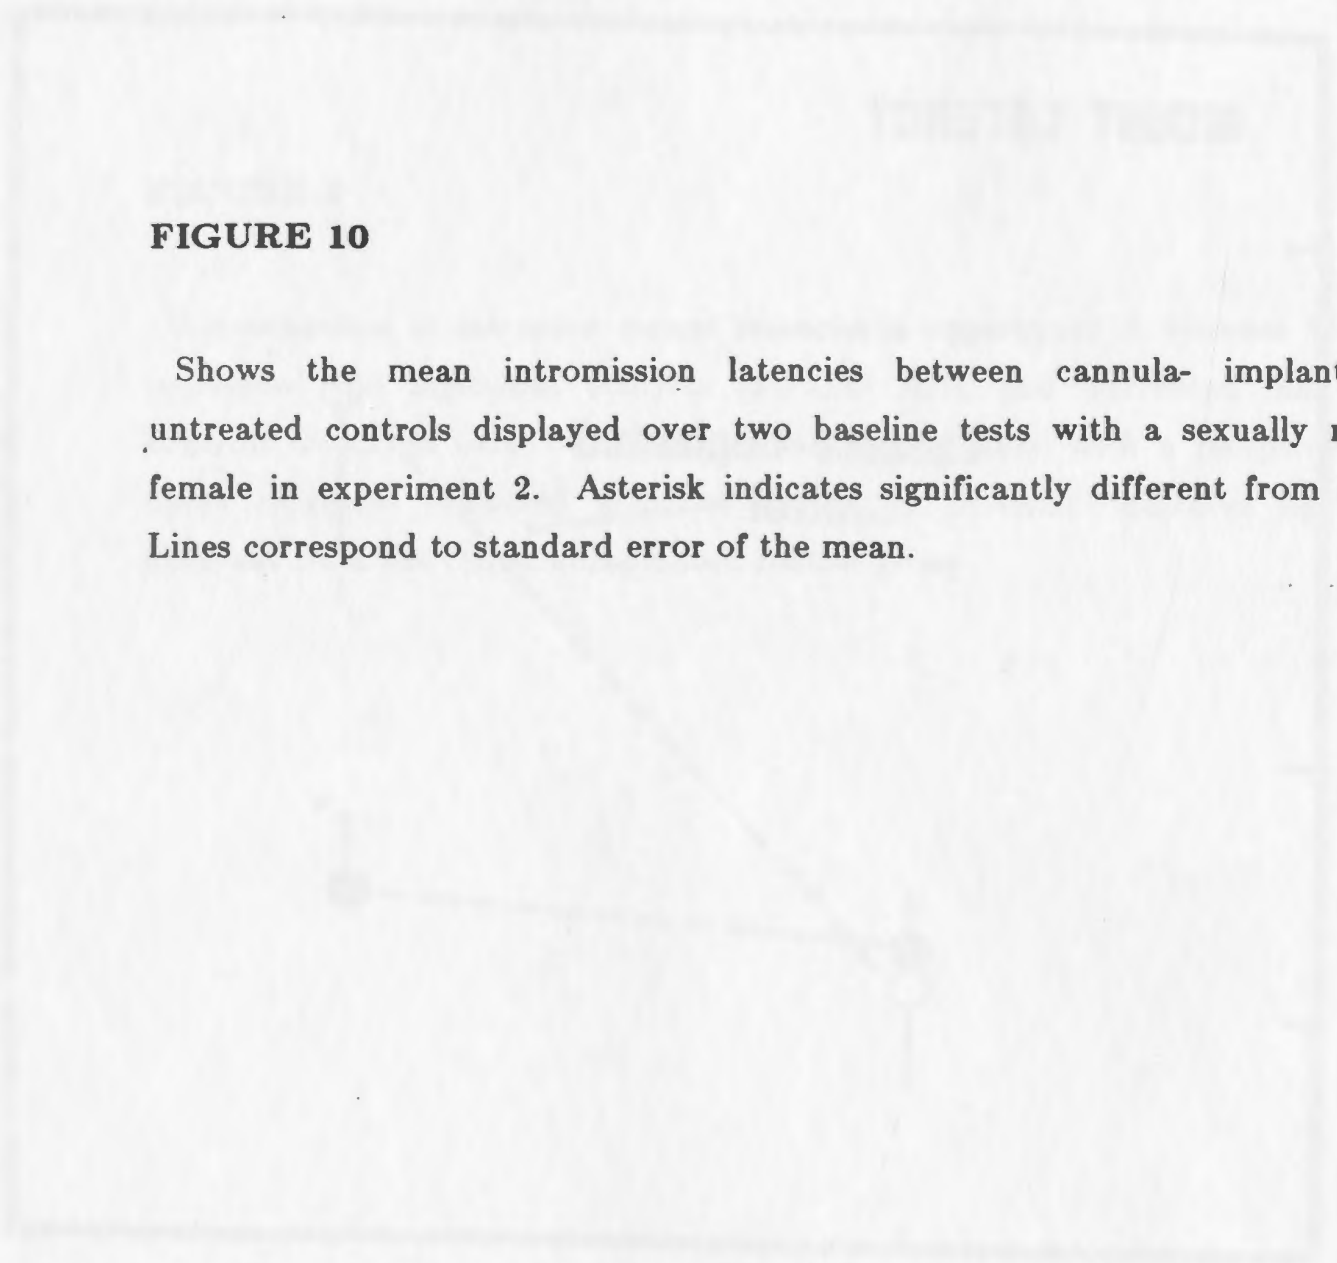 FIGURE 10
Shows the mean intromission latencies between cannula- implant
untreated controls displayed over two baseline tests with a sexually
female in experiment 2. Asterisk indicates significantly different from
Lines correspond to standard error of the mean.